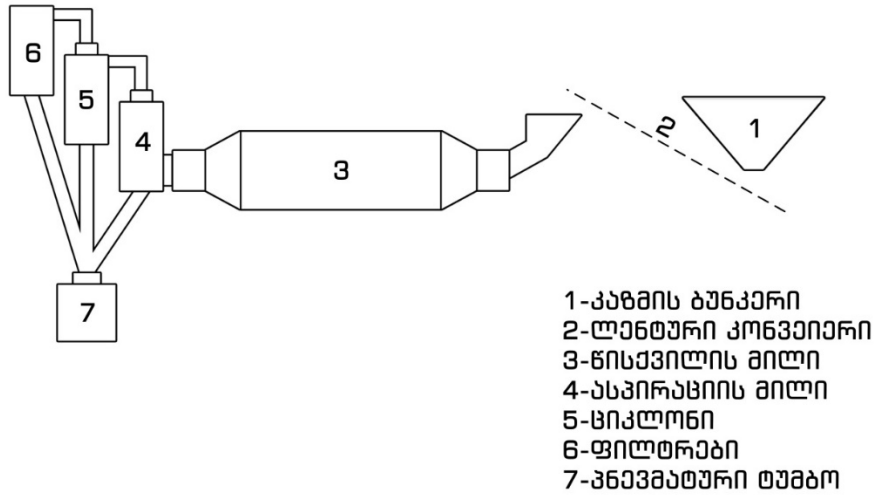 6
5
4
3
2
1
7
1-კაზმის ბუნკერი
2-ლენტური კონვეიერი
3-წისქვილის მილი
4-ასპირაციის მილი
5-ციკლონი
6-ფილტრები
7-პნევმატური ტუმბო